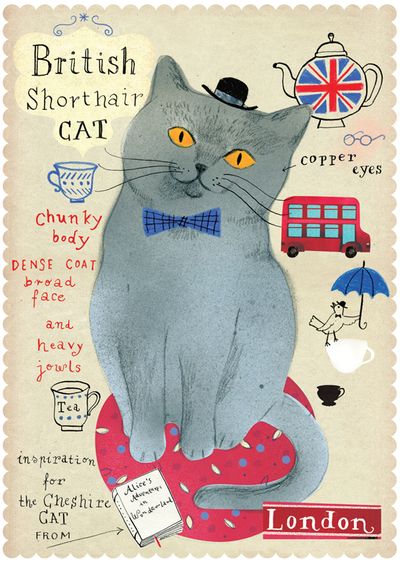 British
Shorthair
CAT
copper
eyes
Chunky
body
DENSE COAT
broad
face
and
heavy
jowls
Tea
inspiration
for
the Cheshire
CAT
FROM
Alice's
Adventures
in
Wonderland
London